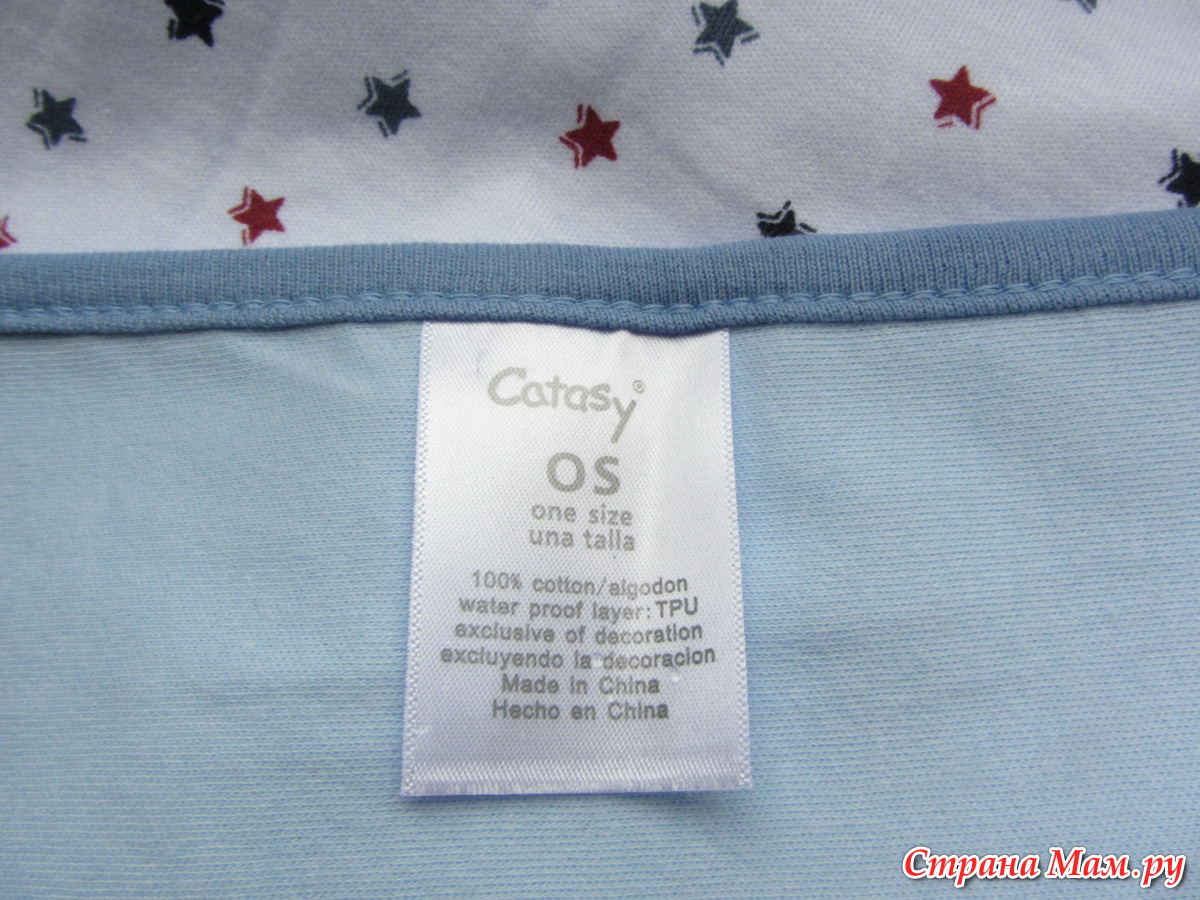 Catasy®
OS
one size
una talla
100% cotton/algodon
water proof layer: TPU
exclusive of decoration
excluyendo la decoracion
Made in China
Hecho en China
Страна Мам.ру